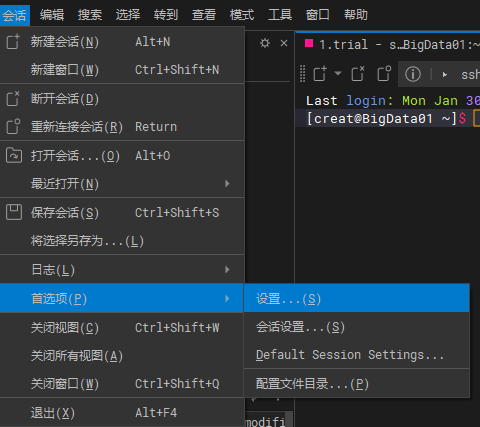 会话 编辑 搜索 选择 转到 查看 模式 工具 窗口 帮助
新建会话(N) Alt+N
新建窗口(W) Ctrl+Shift+N
断开会话(D)
重新连接会话(R) Return
打开会话...(O) Alt+O
最近打开(N)
保存会话(S) Ctrl+Shift+S
将选择另存为...(L)
日志(L)
首选项(P)
关闭视图(C) Ctrl+Shift+W
关闭所有视图(A)
关闭窗口(W) Ctrl+Shift+Q
退出(X) Alt+F4
设置...(S)
会话设置...(S)
Default Session Settings...
配置文件目录...(P)
1.trial - s…BigData01:~
ssh
Last login: Mon Jan 30
[creat@BigData01 ~]$
modifi